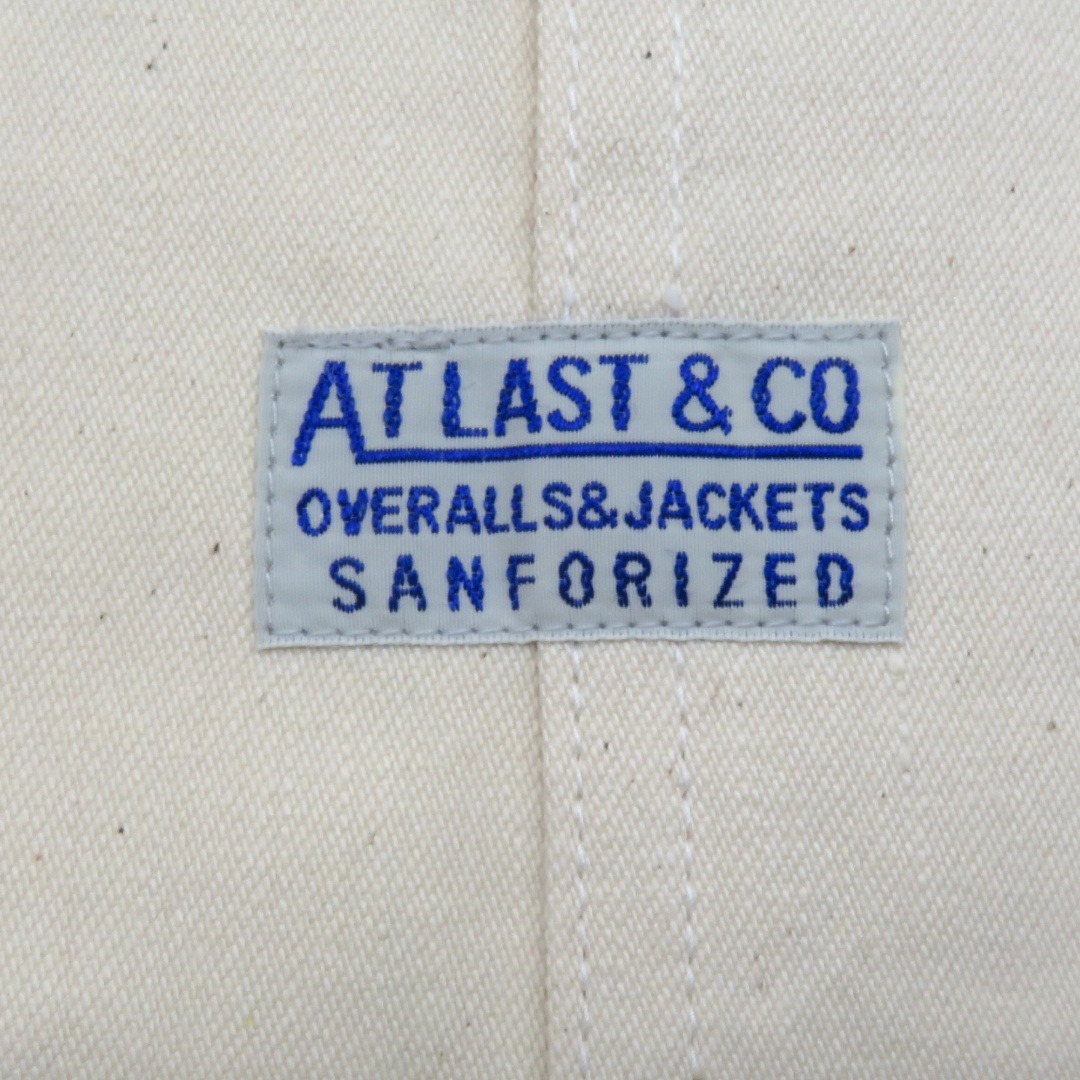 AT LAST & CO
OVERALLS&JACKETS
SANFORIZED